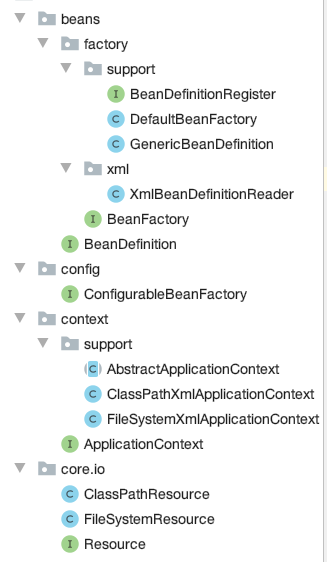 beans
factory
support
I BeanDefinitionRegister
C DefaultBeanFactory
C GenericBeanDefinition
xml
C XmlBeanDefinitionReader
I BeanFactory
I BeanDefinition
config
I ConfigurableBeanFactory
context
support
C AbstractApplicationContext
C ClassPathXmlApplicationContext
C FileSystemXmlApplicationContext
I ApplicationContext
core.io
C ClassPathResource
C FileSystemResource
I Resource